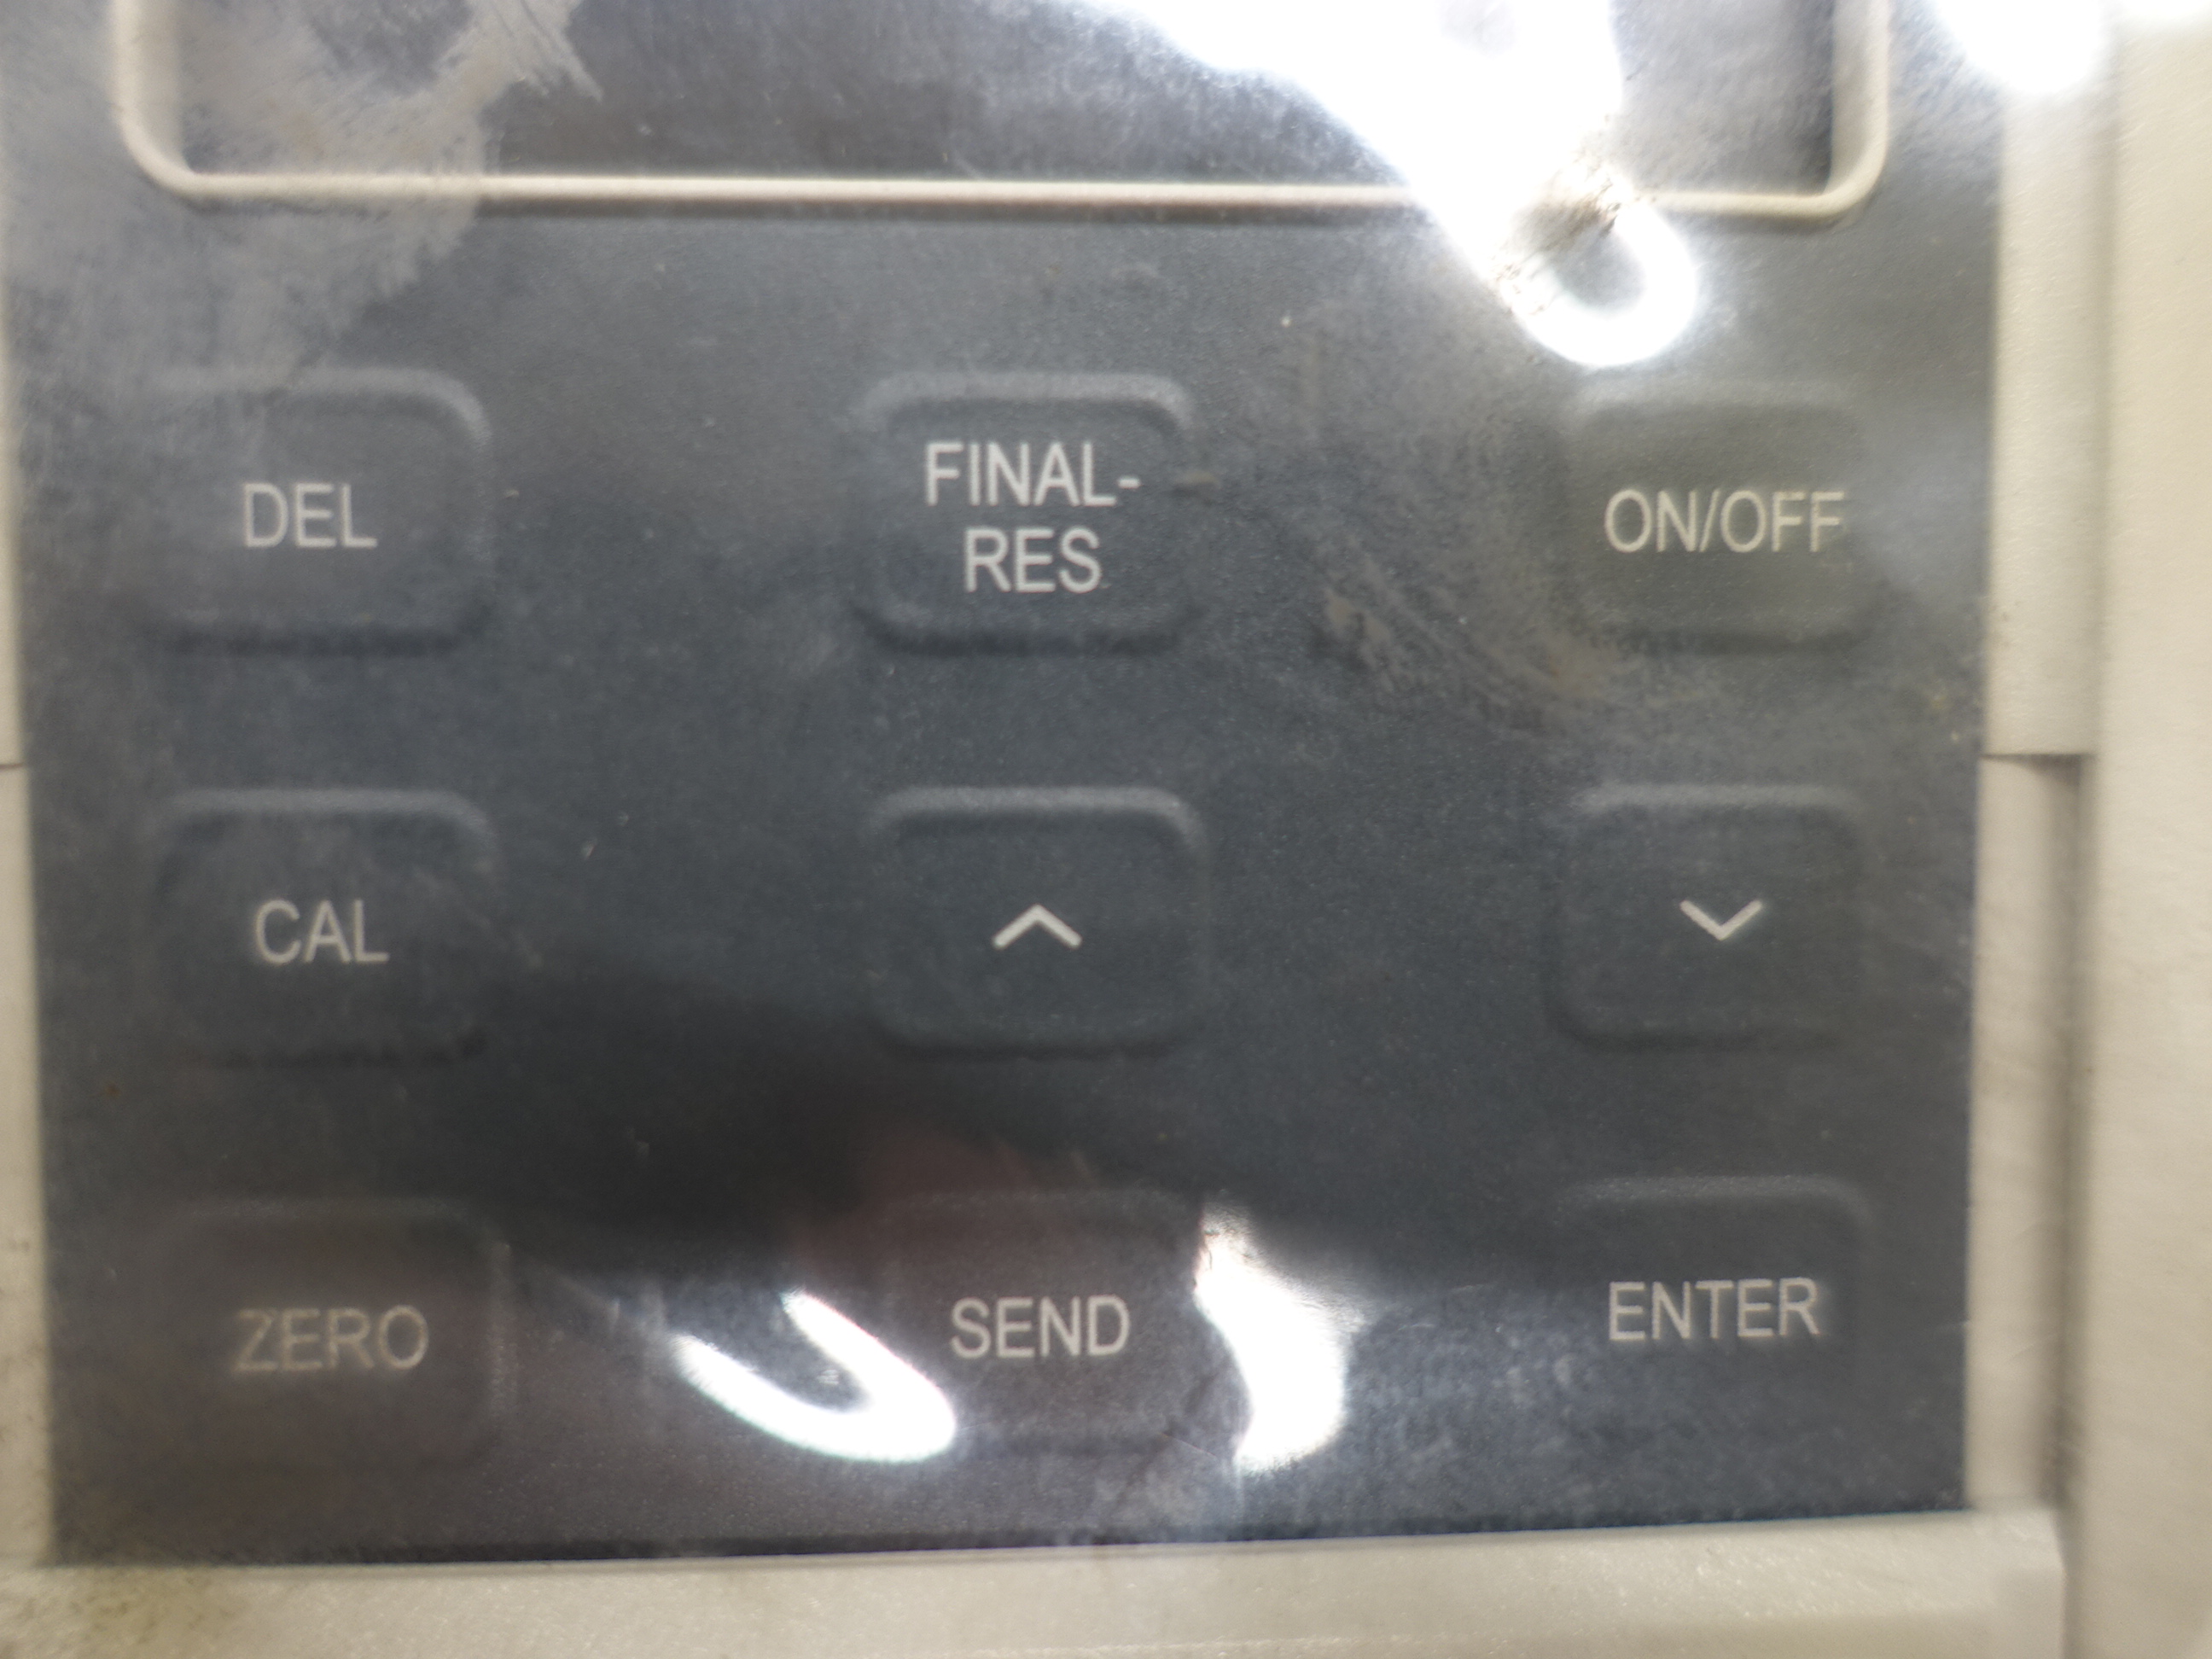 DEL
FINAL-
RES
ON/OFF
CAL
ZERO
SEND
ENTER